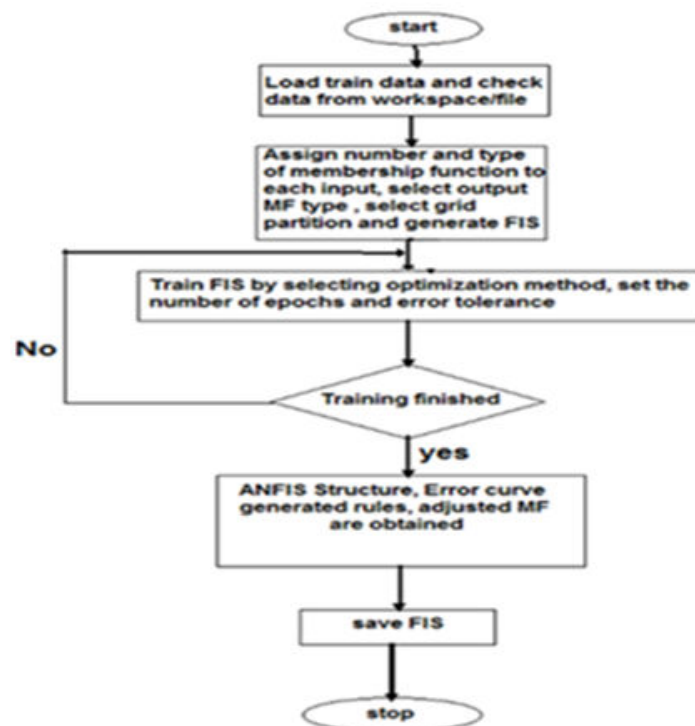 start
Load train data and check
data from workspace/file
Assign number and type
of membership function to
each input, select output
MF type , select grid
partition and generate FIS
Train FIS by selecting optimization method, set the
number of epochs and error tolerance
No
Training finished
yes
ANFIS Structure, Error curve
generated rules, adjusted MF
are obtained
save FIS
stop